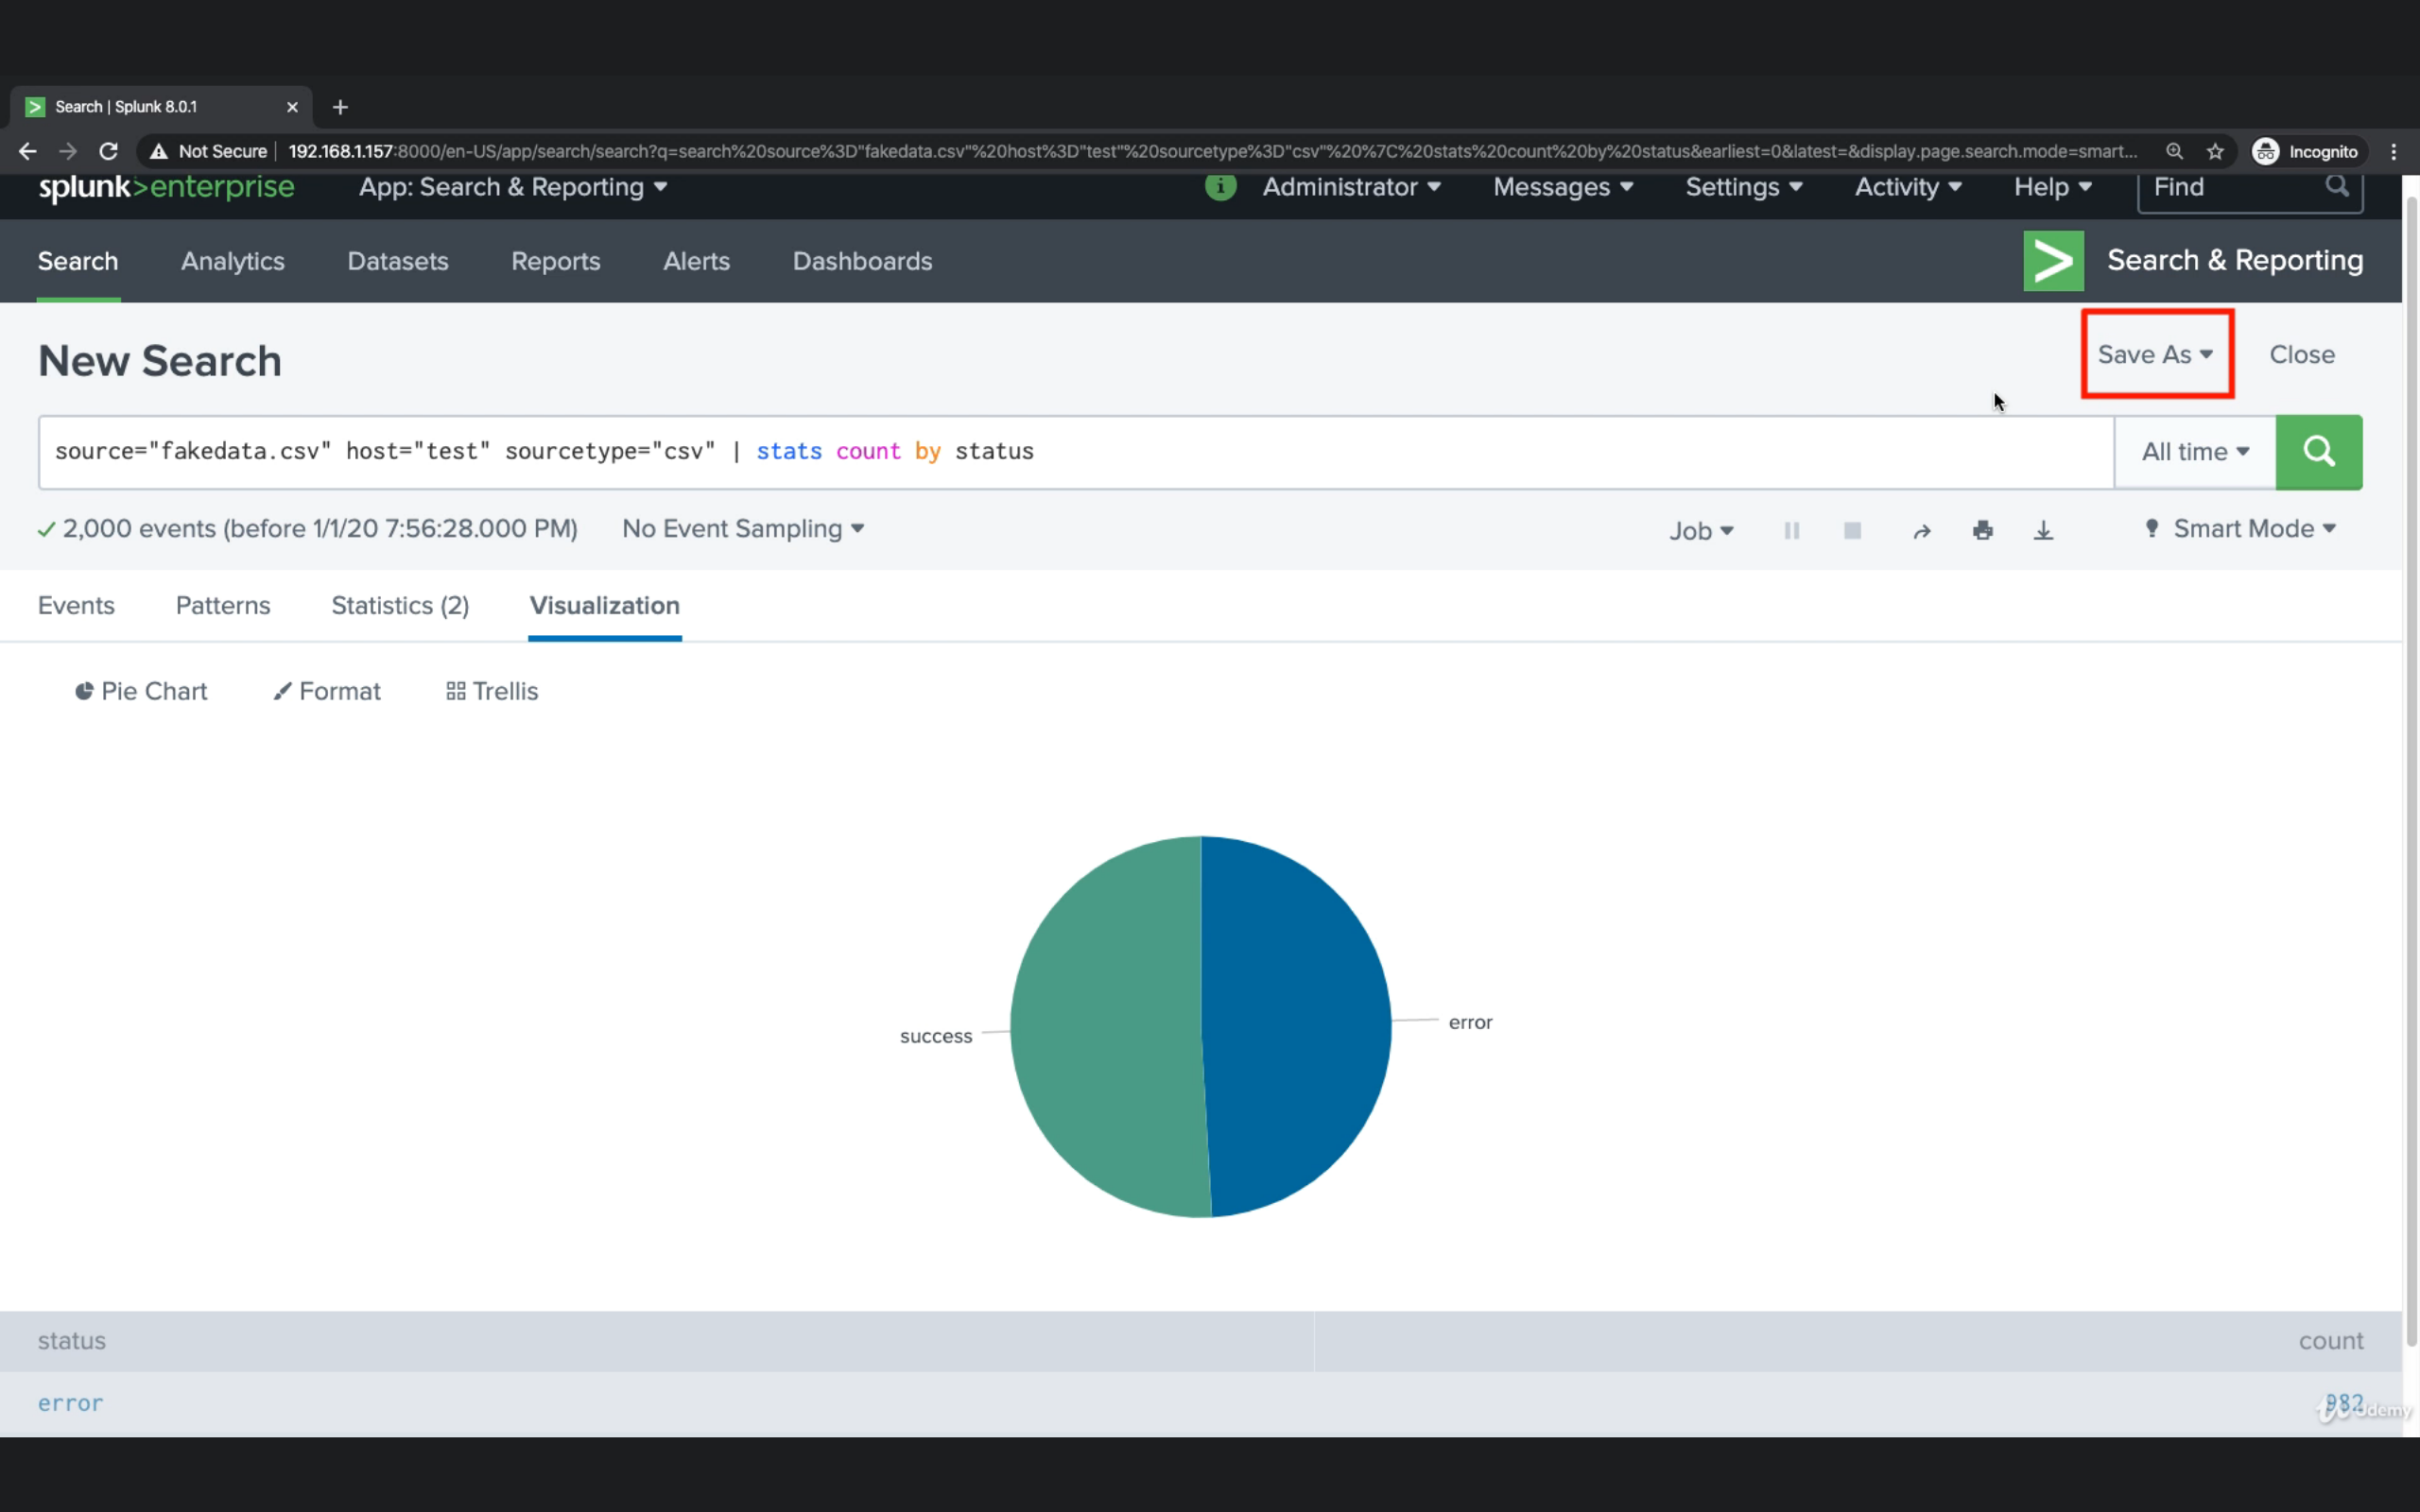 Search | Splunk 8.0.1
Not Secure
192.168.1.157:8000/en-US/app/search/search?q=search%20source%3D"fakedata.csv"%20host%3D"test"%20sourcetype%3D"csv"%20%7C%20stats%20count%20by%20status&earliest=0&latest=&display.page.search.mode=smart... Incognito
splunk>enterprise App: Search & Reporting i Administrator Messages Settings Activity Help Find
Search Analytics Datasets Reports Alerts Dashboards > Search & Reporting
New Search Save As Close
source="fakedata.csv" host="test" sourcetype="csv" | stats count by status All time
2,000 events (before 1/1/20 7:56:28.000 PM) No Event Sampling Job Smart Mode
Events Patterns Statistics (2) Visualization
Pie Chart Format Trellis
error
success
status count
error 982
udemy